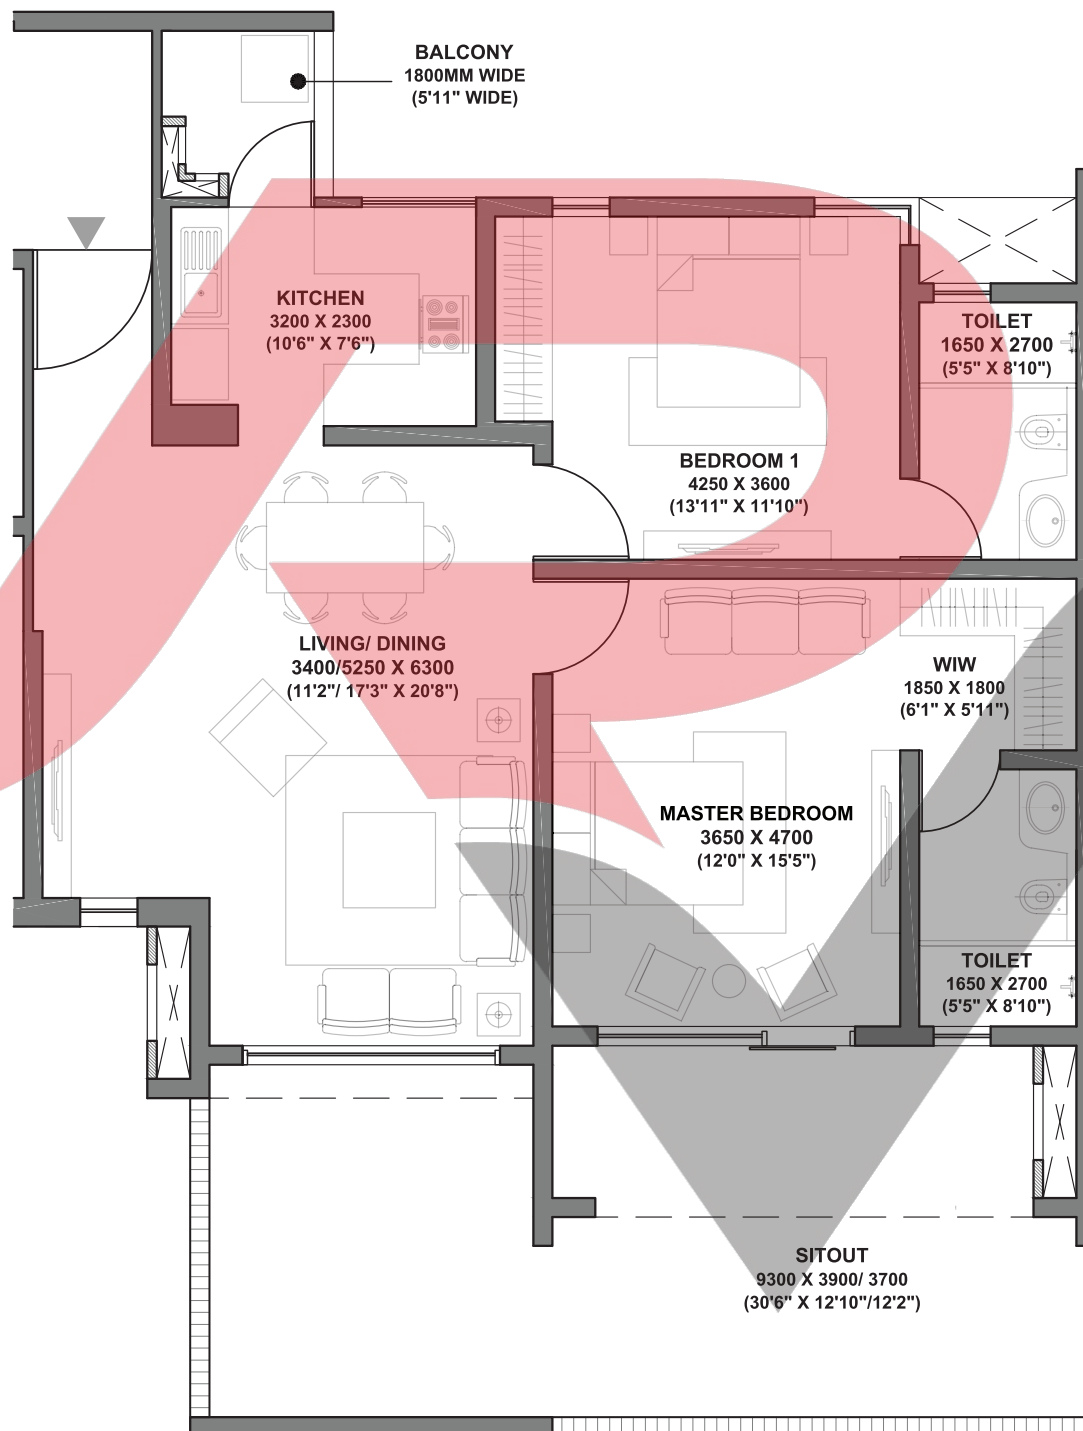 BALCONY
1800MM WIDE
(5'11" WIDE)
KITCHEN
3200 X 2300
(10'6" X 7'6")
TOILET
1650 X 2700
(5'5" X 8'10")
BEDROOM 1
4250 X 3600
(13'11" X 11'10")
LIVING/ DINING
3400/5250 X 6300
(11'2"/ 17'3" X 20'8")
WIW
1850 X 1800
(6'1" X 5'11")
MASTER BEDROOM
3650 X 4700
(12'0" X 15'5")
TOILET
1650 X 2700
(5'5" X 8'10")
SITOUT
9300 X 3900/ 3700
(30'6" X 12'10"/12'2")